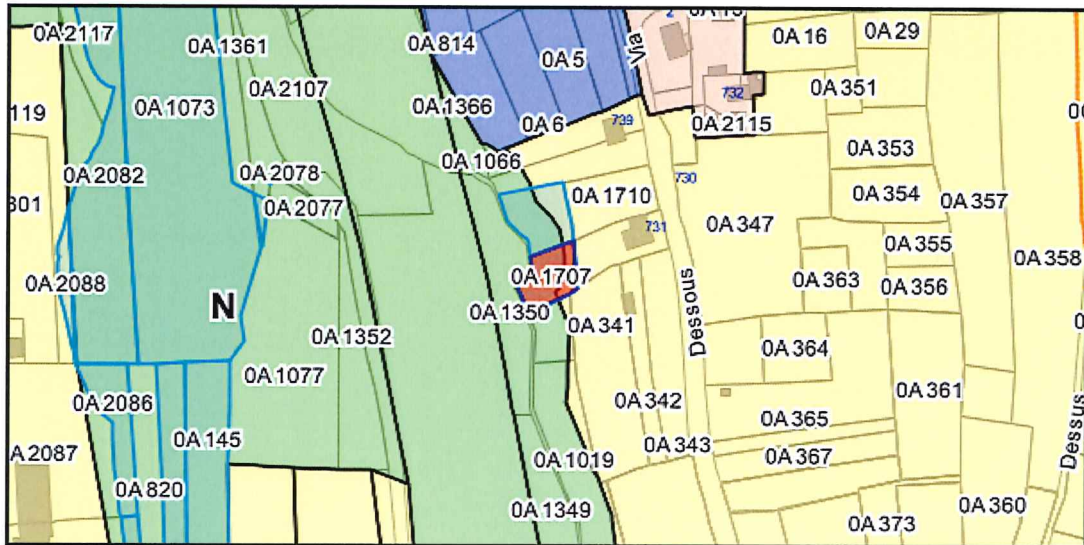 0A 2117
0A 1361
0A 814
0A 5
Via
2
0A 16
0A 29
0A 2107
0A 1073
0A 1366
732
0A 351
119
0A 6
739
0A 2115
0A 353
0A 1066
0A 2082
0A 2078
730
0A 354
0A 357
301
0A 2077
0A 1710
731
0A 347
0A 355
0A 358
0A 2088
0A 1707
0A 363
0A 356
N
0A 1350
0A 341
Dessous
0A 1352
0A 364
0A 1077
0A 361
0A 2086
0A 342
0A 145
0A 365
A 2087
0A 343
0A 367
0A 1019
Dessus
0A 820
0A 1349
0A 360
0A 373